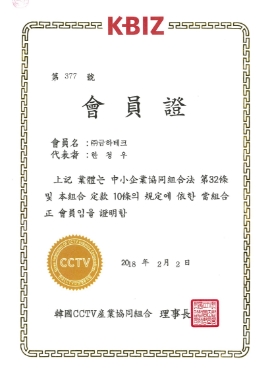 K·BIZ
第 377 號
會員證
會員名 : ㈜금하테크
代表者 : 한 정 우
上記 業體는 中小企業協同組合法 第32條
및 本組合 定款 10條의 規定에 依한 當組合
正 會員임을 證明함
CCTV
2018 年 2 月 2 日
韓國CCTV産業協同組合 理事長